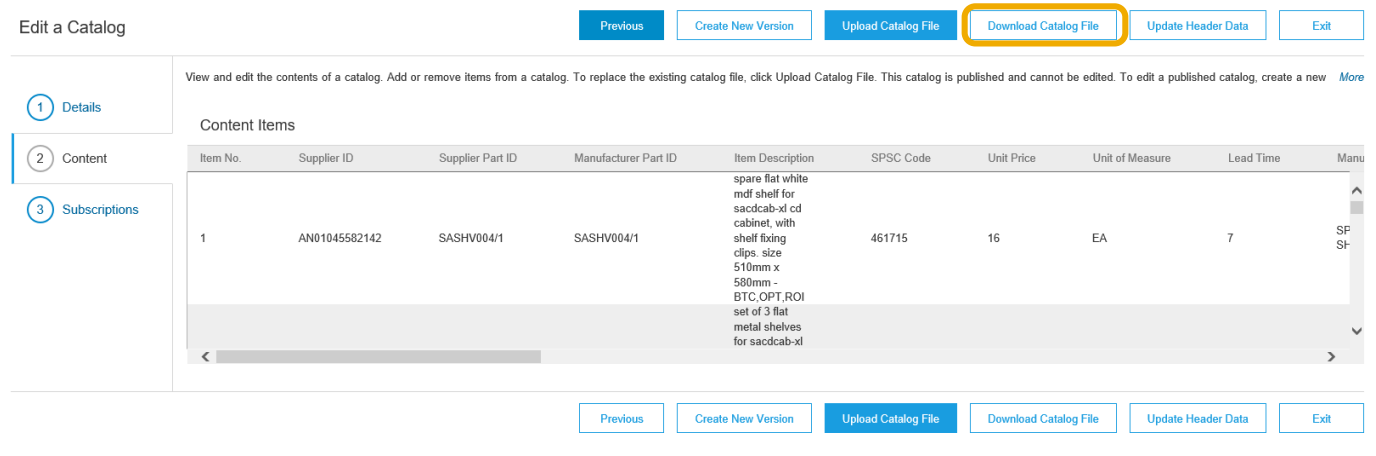 Edit a Catalog
Previous
Create New Version
Upload Catalog File
Download Catalog File
Update Header Data
Exit
View and edit the contents of a catalog. Add or remove items from a catalog. To replace the existing catalog file, click Upload Catalog File. This catalog is published and cannot be edited. To edit a published catalog, create a new More
1 Details
2 Content
3 Subscriptions
Content Items
Item No. Supplier ID Supplier Part ID Manufacturer Part ID Item Description SPSC Code Unit Price Unit of Measure Lead Time Manu
1 AN01045582142 SASHV004/1 SASHV004/1
spare flat white
mdf shelf for
sacdcab-xl cd
cabinet, with
shelf fixing
clips. size
510mm x
580mm -
BTC,OPT,ROI
461715 16 EA 7
SP
SH
set of 3 flat
metal shelves
for sacdcab-xl
Previous
Create New Version
Upload Catalog File
Download Catalog File
Update Header Data
Exit